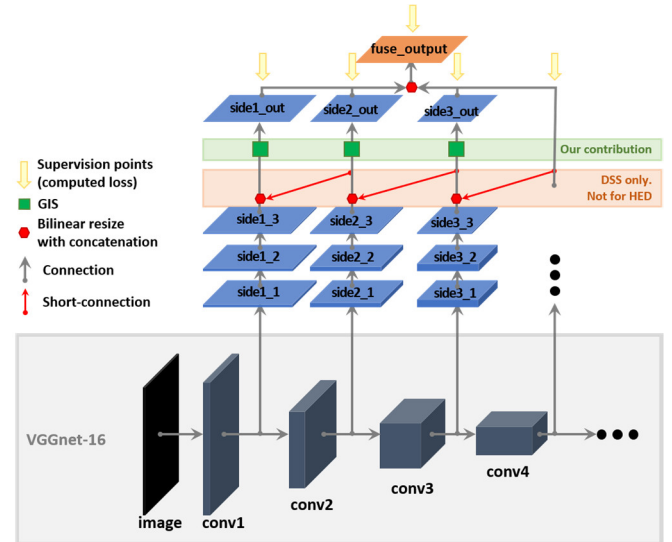 fuse_output
side1_out
side2_out
side3_out
Supervision points
(computed loss)
GIS
Bilinear resize
with concatenation
Connection
Short-connection
Our contribution
DSS only.
Not for HED
side1_3
side2_3
side3_3
side1_2
side2_2
side3_2
side1_1
side2_1
side3_1
VGGnet-16
image
conv1
conv2
conv3
conv4